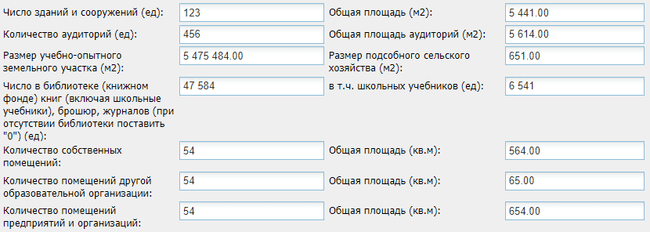 Число зданий и сооружений (ед): 123 Общая площадь (м2): 5 441.00
Количество аудиторий (ед): 456 Общая площадь аудиторий (м2): 5 614.00
Размер учебно-опытного
земельного участка (м2): 5 475 484.00 Размер подсобного сельского
хозяйства (м2): 651.00
Число в библиотеке (книжном
фонде) книг (включая школьные
учебники), брошюр, журналов (при
отсутствии библиотеки поставить
"0") (ед): 47 584 в т.ч. школьных учебников (ед): 6 541
Количество собственных
помещений: 54 Общая площадь (кв.м): 564.00
Количество помещений другой
образовательной организации: 54 Общая площадь (кв.м): 65.00
Количество помещений
предприятий и организаций: 54 Общая площадь (кв.м): 654.00